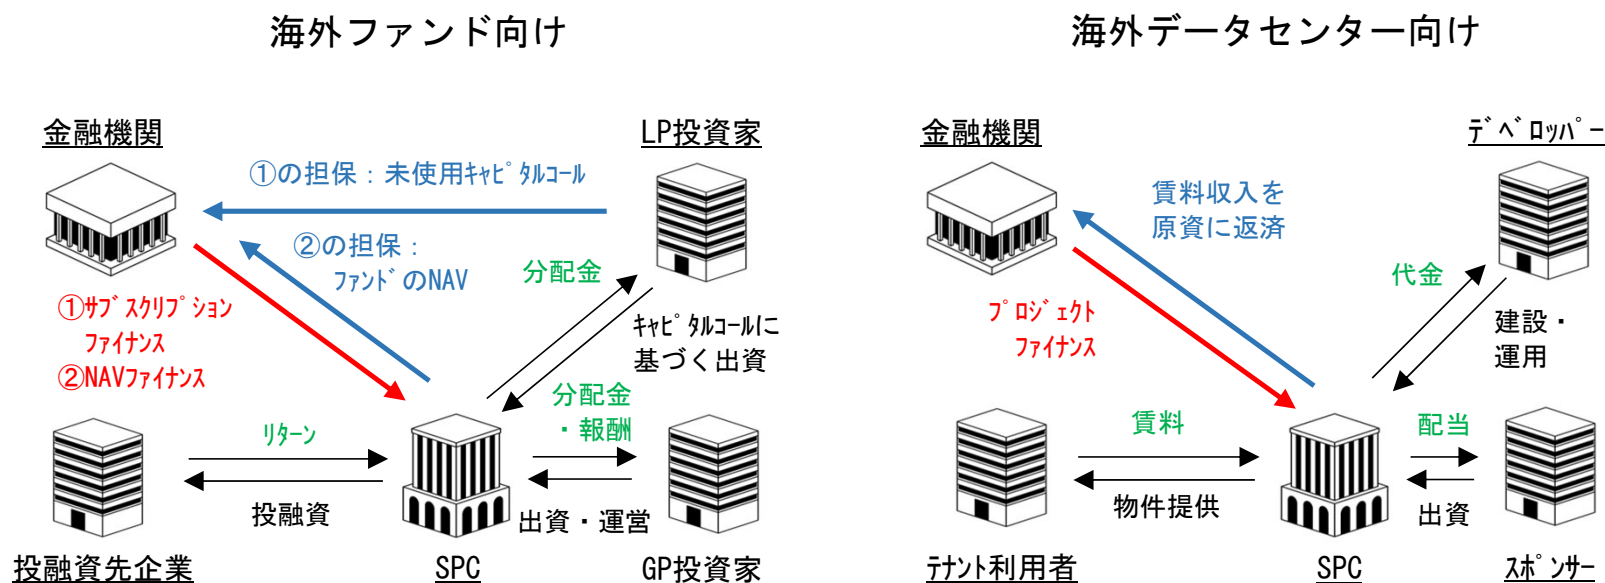 海外ファンド向け
金融機関
LP投資家
①の担保：未使用ｷｬﾋﾟﾀﾙｺｰﾙ
②の担保：
ﾌｧﾝﾄﾞのNAV
分配金
①ｻﾌﾞｽｸﾘﾌﾟｼｮﾝ
ﾌｧｲﾅﾝｽ
②NAVﾌｧｲﾅﾝｽ
ｷｬﾋﾟﾀﾙｺｰﾙに
基づく出資
分配金
・報酬
ﾘﾀｰﾝ
投融資
出資・運営
投融資先企業
SPC
GP投資家
海外データセンター向け
金融機関
ﾃﾞﾍﾞﾛｯﾊﾟｰ
賃料収入を
原資に返済
代金
ﾌﾟﾛｼﾞｪｸﾄ
ﾌｧｲﾅﾝｽ
建設・
運用
賃料
配当
物件提供
出資
ﾃﾅﾝﾄ利用者
SPC
ｽﾎﾟﾝｻｰ